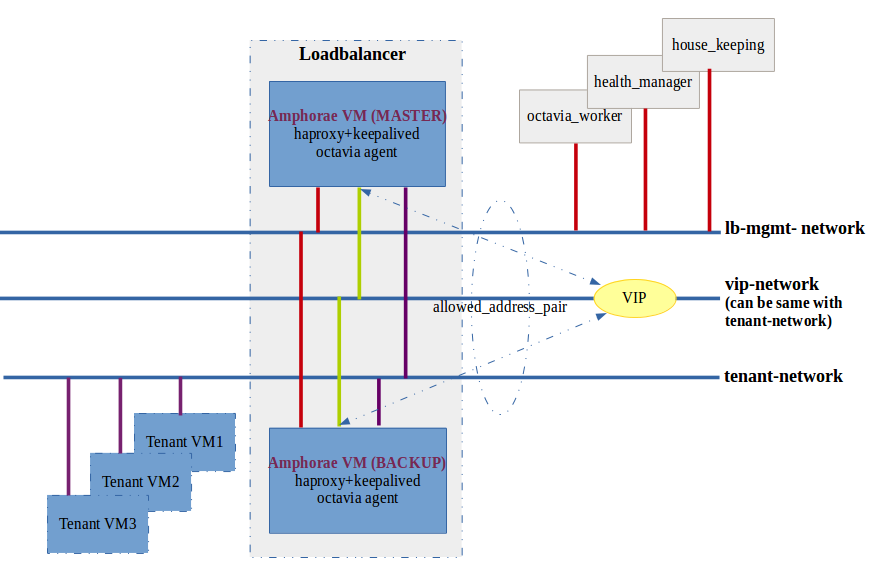 house_keeping
Loadbalancer
health_manager
octavia_worker
Amphorae VM (MASTER)
haproxy+keepalived
octavia agent
lb-mgmt- network
vip-network
(can be same with
tenant-network)
VIP
allowed_address_pair
tenant-network
Tenant VM1
Tenant VM2
Tenant VM3
Amphorae VM (BACKUP)
haproxy+keepalived
octavia agent